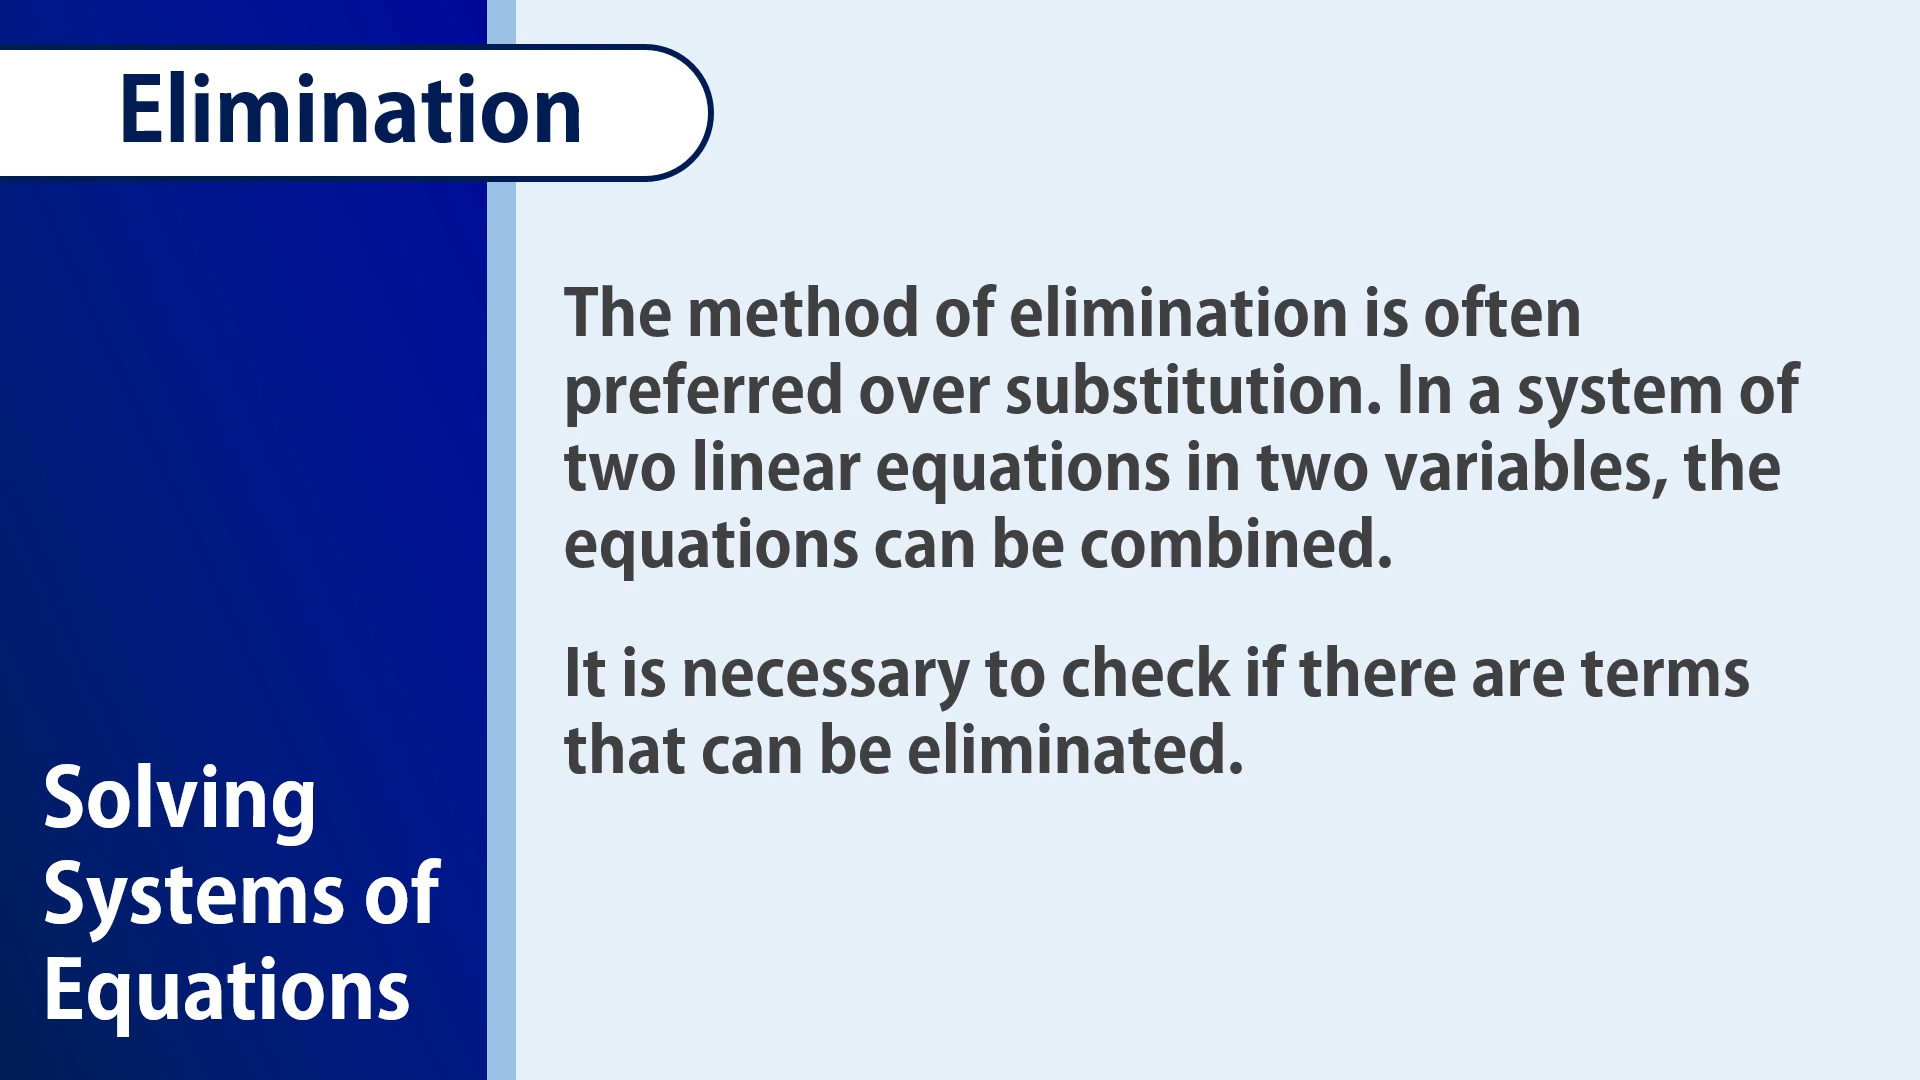 Elimination
The method of elimination is often
preferred over substitution. In a system of
two linear equations in two variables, the
equations can be combined.
It is necessary to check if there are terms
that can be eliminated.
Solving
Systems of
Equations